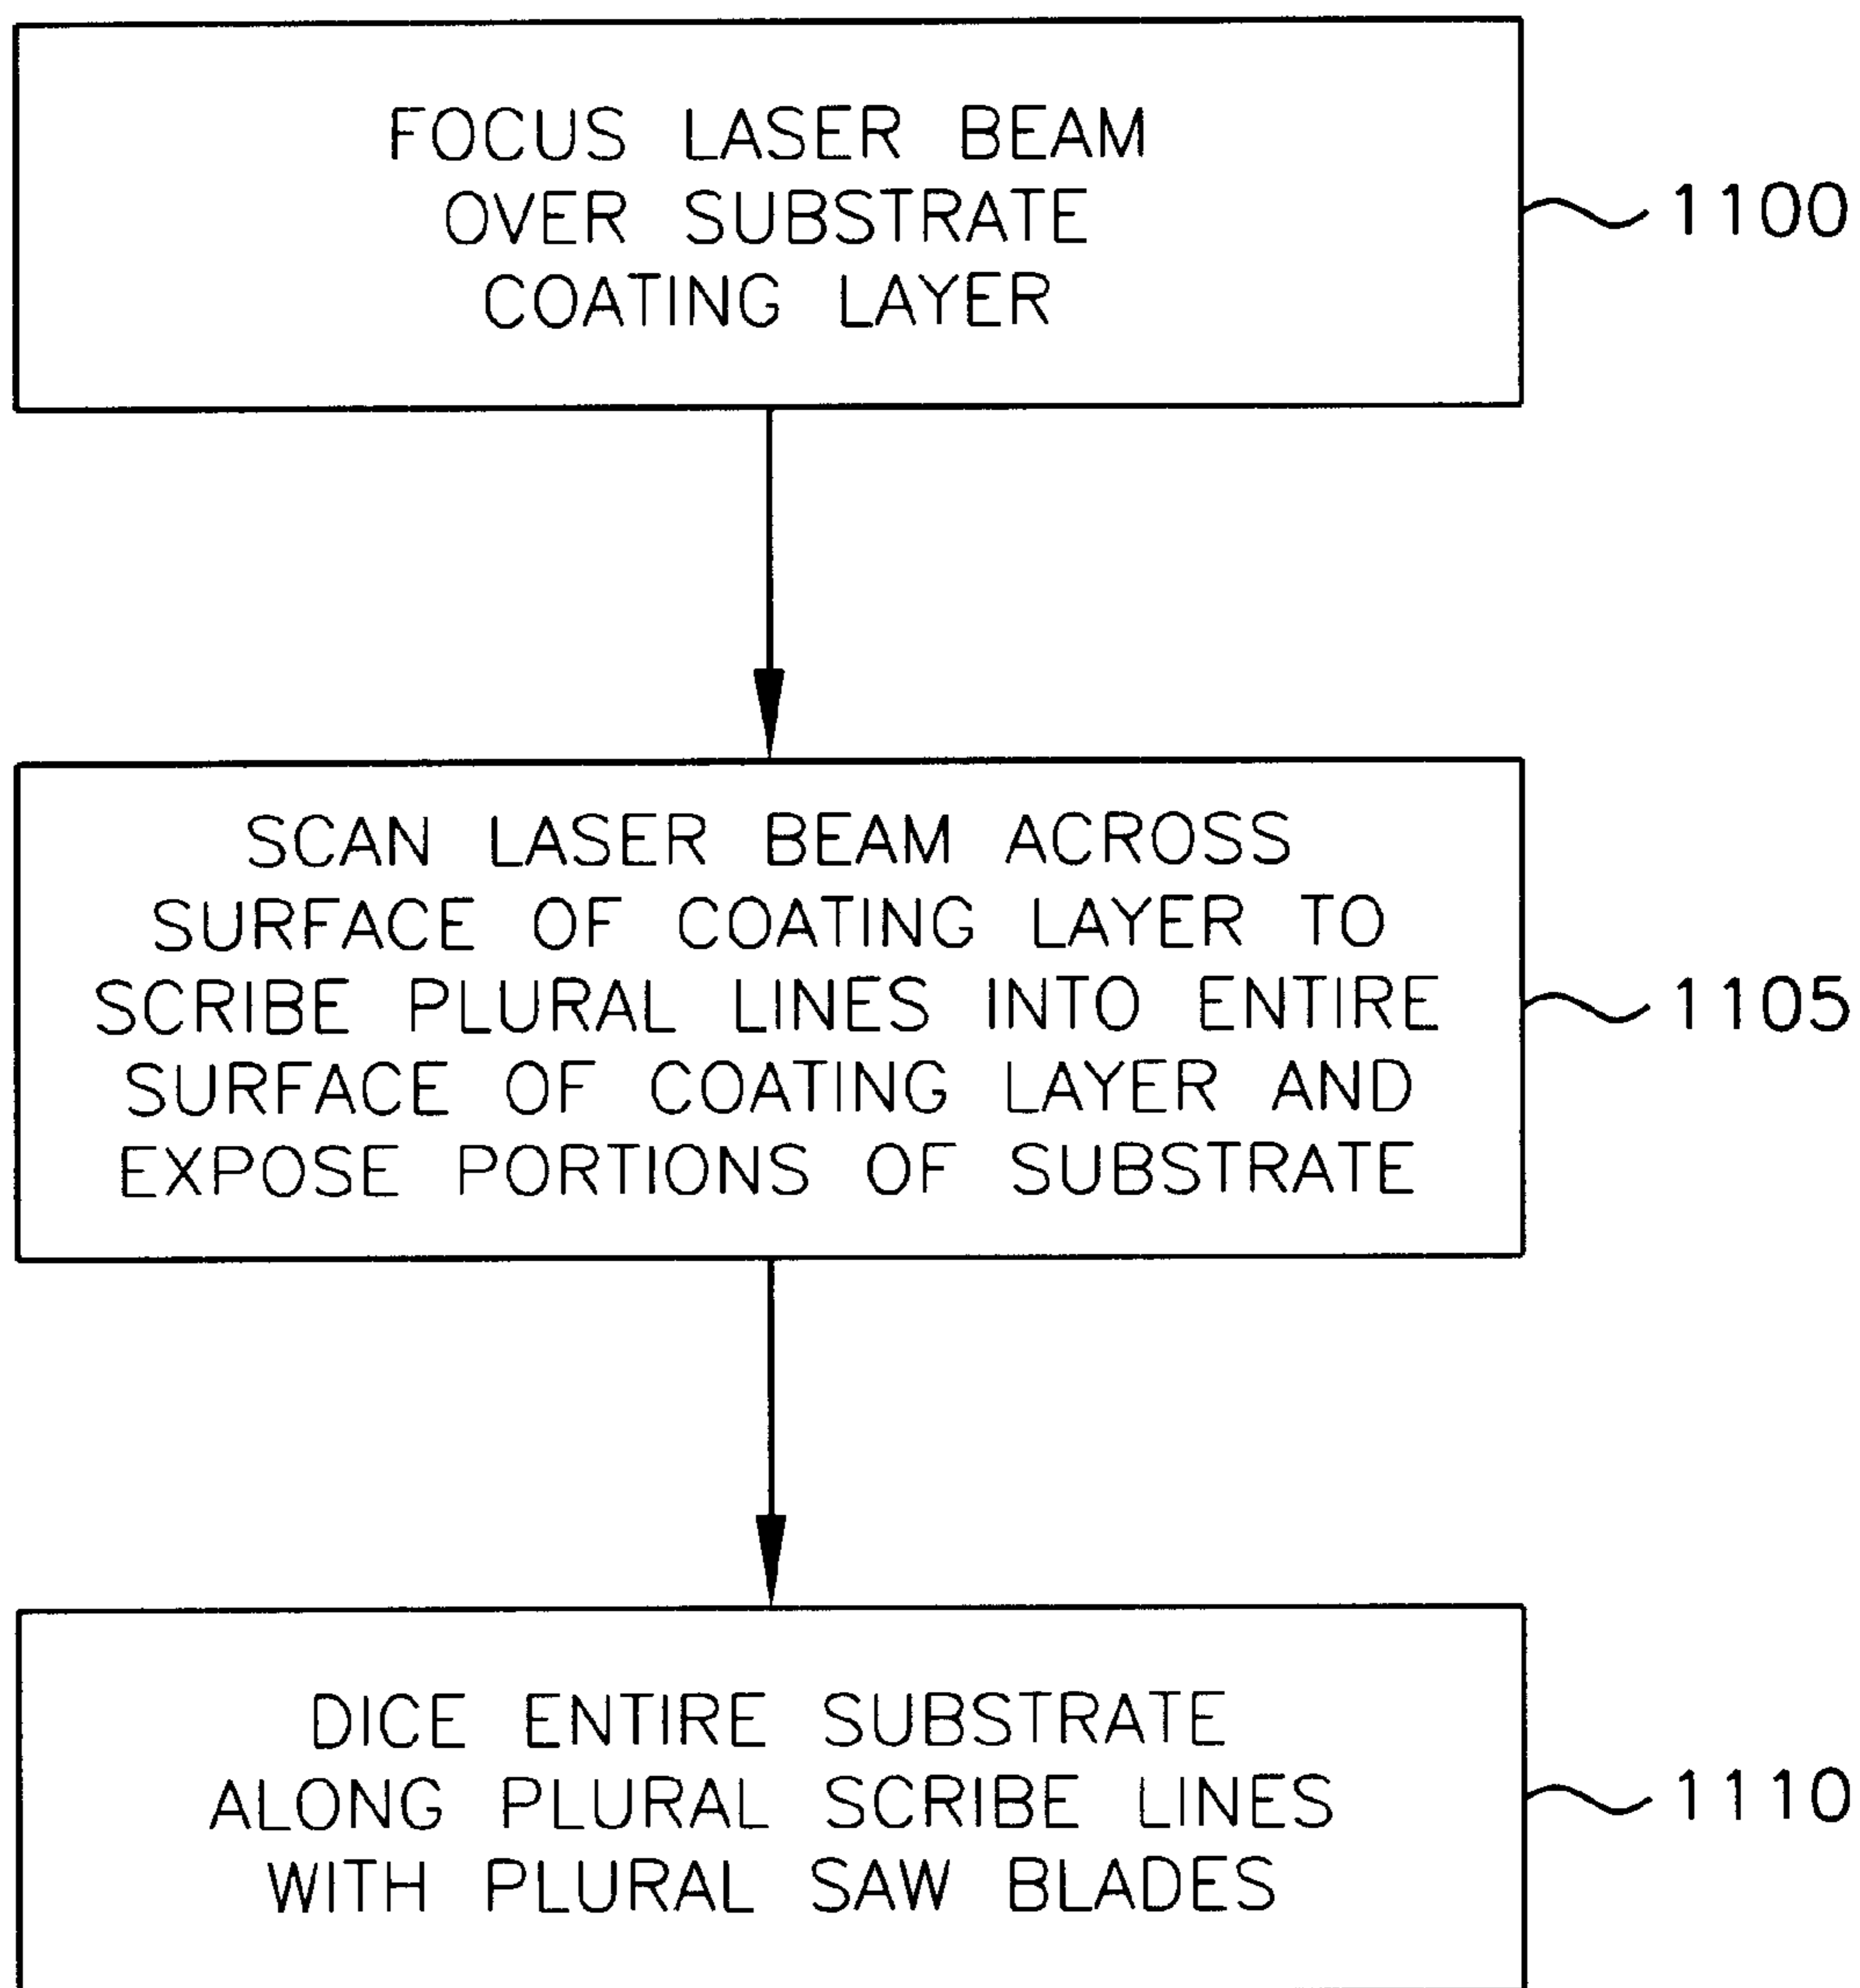 FOCUS LASER BEAM
OVER SUBSTRATE
COATING LAYER
1100
SCAN LASER BEAM ACROSS
SURFACE OF COATING LAYER TO
SCRIBE PLURAL LINES INTO ENTIRE
SURFACE OF COATING LAYER AND
EXPOSE PORTIONS OF SUBSTRATE
1105
DICE ENTIRE SUBSTRATE
ALONG PLURAL SCRIBE LINES
WITH PLURAL SAW BLADES
1110